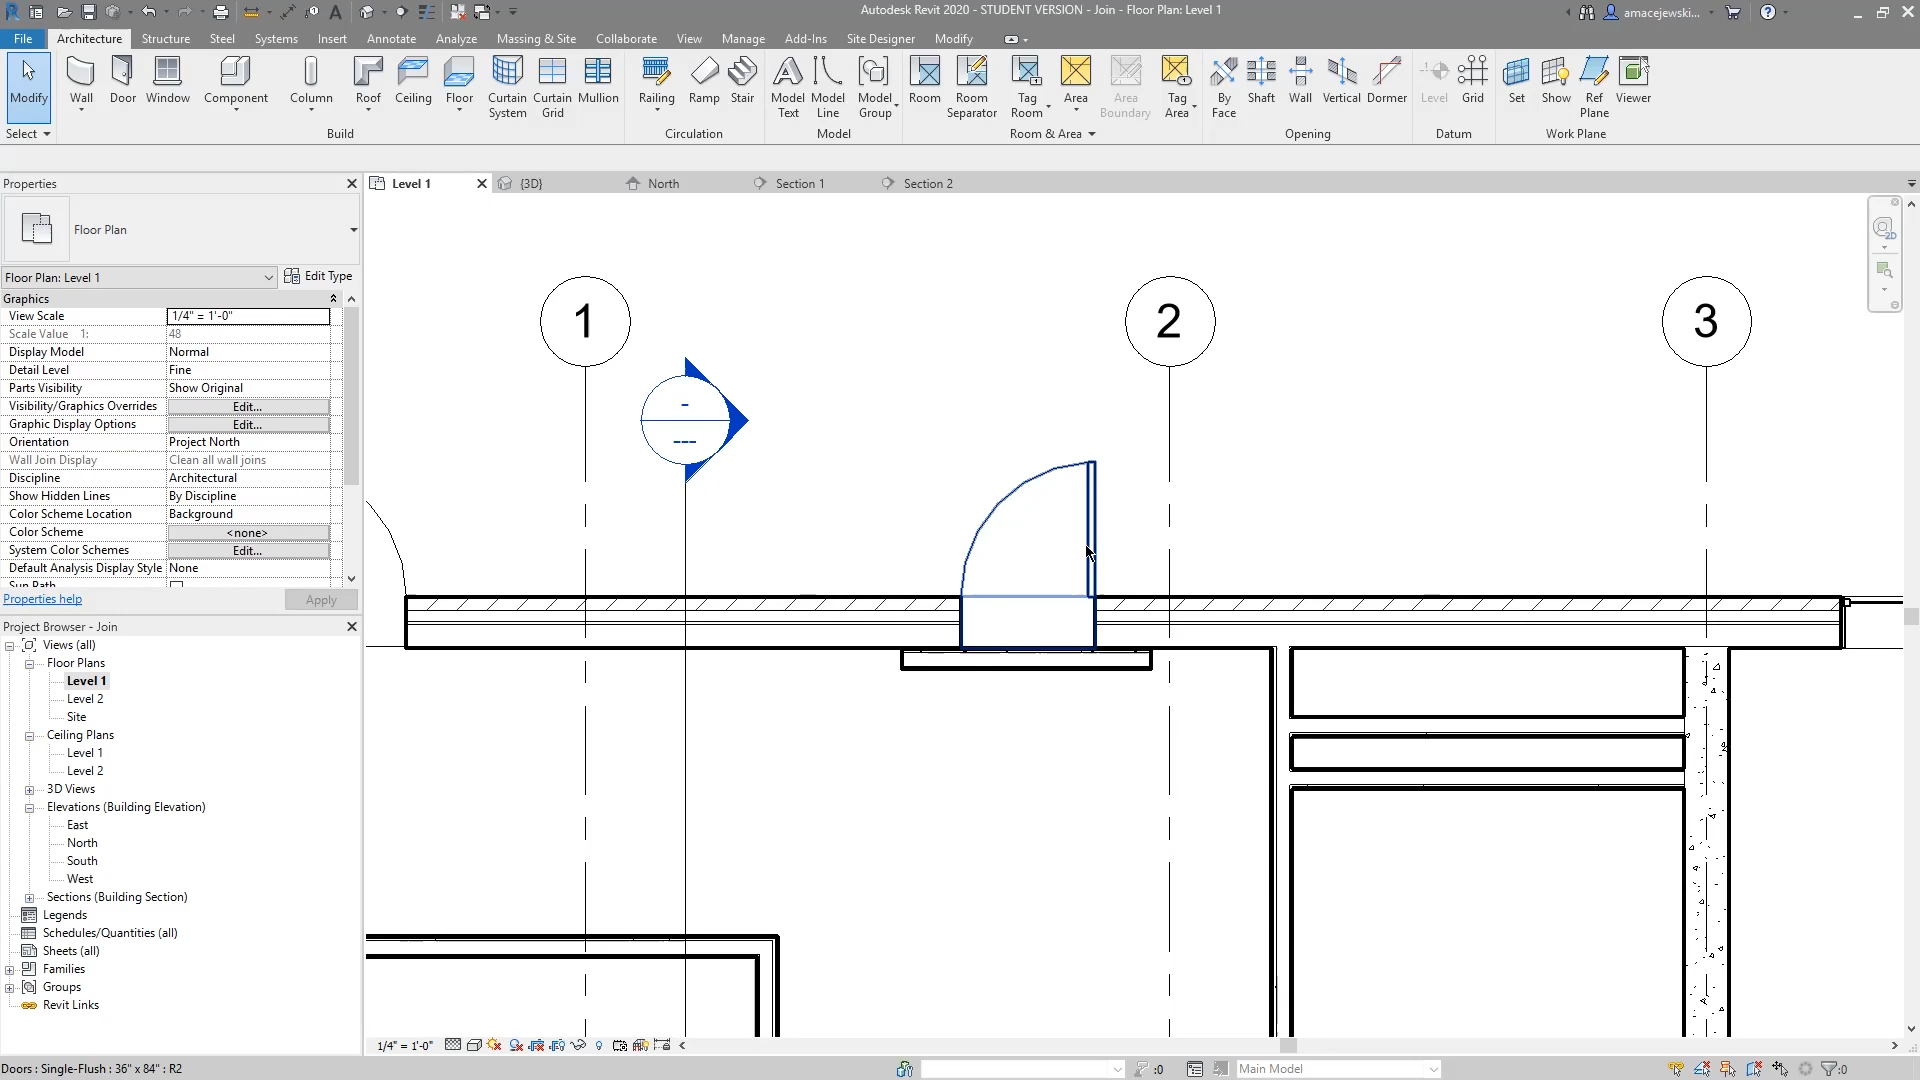 Autodesk Revit 2020 - STUDENT VERSION - Join - Floor Plan: Level 1
amacejewski...
File Architecture Structure Steel Systems Insert Annotate Analyze Massing & Site Collaborate View Manage Add-Ins Site Designer Modify
Modify Wall Door Window Component Column Roof Ceiling Floor Curtain System Curtain Grid Mullion Railing Ramp Stair Model Text Model Line Model Group Room Room Separator Tag Room Area Area Boundary Tag Area By Face Shaft Wall Vertical Dormer Level Grid Set Show Ref Plane Viewer
Select Build Circulation Model Room & Area Opening Datum Work Plane
Properties
Level 1 {3D} North Section 1 Section 2
Floor Plan
Floor Plan: Level 1 Edit Type
Graphics
View Scale 1/4" = 1'-0"
Scale Value 1: 48
Display Model Normal
Detail Level Fine
Parts Visibility Show Original
Visibility/Graphics Overrides Edit...
Graphic Display Options Edit...
Orientation Project North
Wall Join Display Clean all wall joins
Discipline Architectural
Show Hidden Lines By Discipline
Color Scheme Location Background
Color Scheme <none>
System Color Schemes Edit...
Default Analysis Display Style None
Sun Path
Properties help Apply
Project Browser - Join
Views (all)
Floor Plans
Level 1
Level 2
Site
Ceiling Plans
Level 1
Level 2
3D Views
Elevations (Building Elevation)
East
North
South
West
Sections (Building Section)
Legends
Schedules/Quantities (all)
Sheets (all)
Families
Groups
Revit Links
1 2 3
-
---
2D
1/4" = 1'-0"
Doors : Single-Flush : 36" x 84" : R2
:0
Main Model
:0